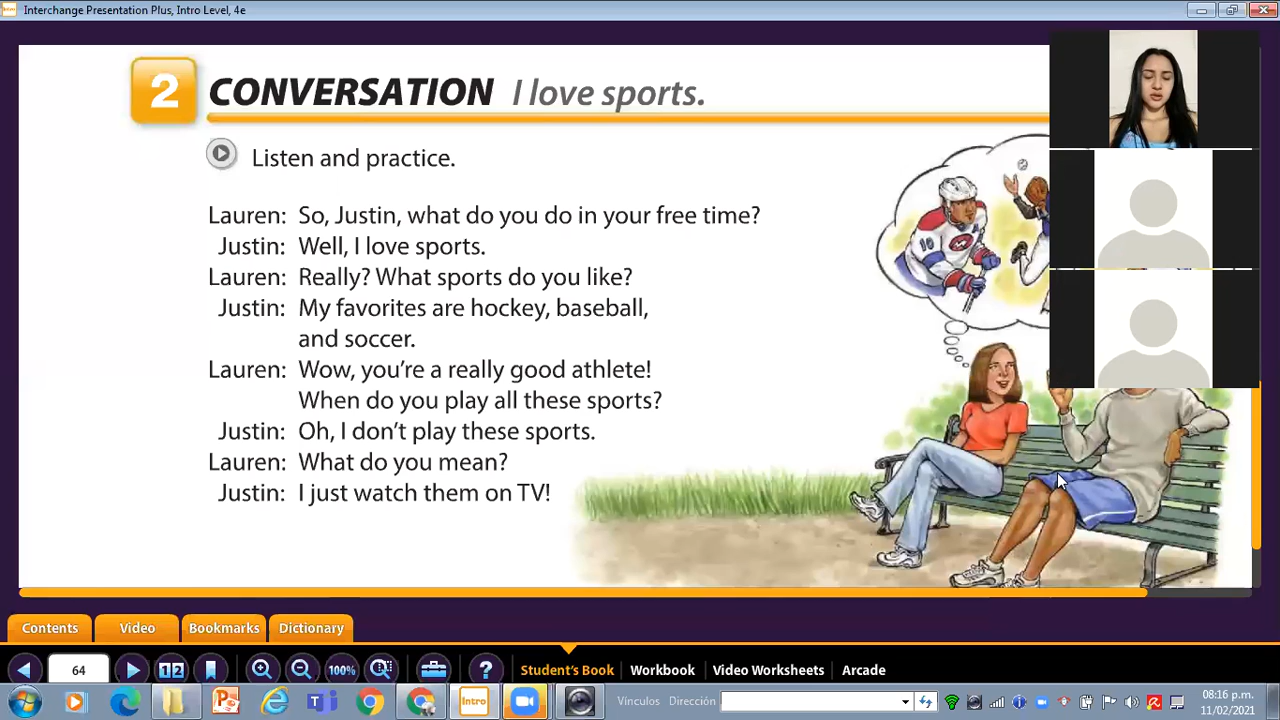 Interchange Presentation Plus, Intro Level, 4e
2 CONVERSATION I love sports.
Listen and practice.
Lauren: So, Justin, what do you do in your free time?
Justin: Well, I love sports.
Lauren: Really? What sports do you like?
Justin: My favorites are hockey, baseball,
and soccer.
Lauren: Wow, you're a really good athlete!
When do you play all these sports?
Justin: Oh, I don't play these sports.
Lauren: What do you mean?
Justin: I just watch them on TV!
16
Contents Video Bookmarks Dictionary
64 12 100% ? Student's Book Workbook Video Worksheets Arcade
Intro Vínculos Dirección 08:16 p.m.
11/02/2021